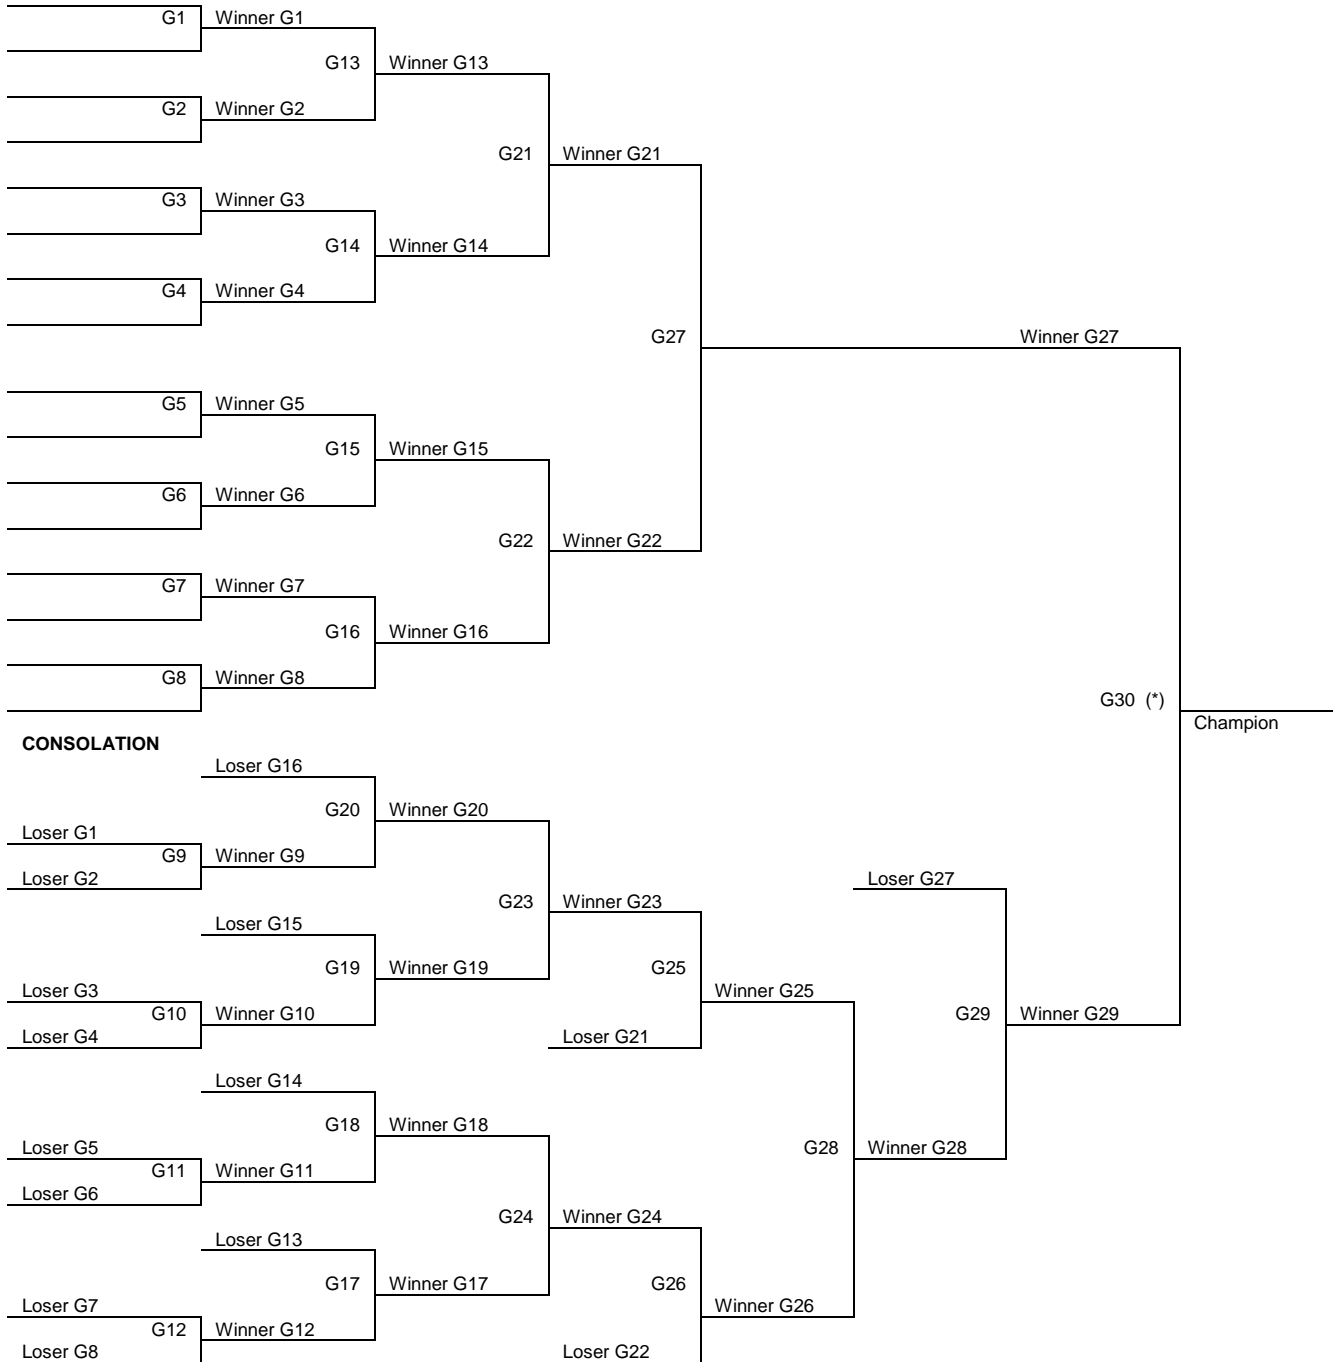 G1 Winner G1
G13 Winner G13
G2 Winner G2
G21 Winner G21
G3 Winner G3
G14 Winner G14
G4 Winner G4
G27 Winner G27
G5 Winner G5
G15 Winner G15
G6 Winner G6
G22 Winner G22
G7 Winner G7
G16 Winner G16
G8 Winner G8
G30 (*)
Champion
CONSOLATION
Loser G16
G20 Winner G20
Loser G1
G9 Winner G9
Loser G2 Loser G27
G23 Winner G23
Loser G15
G19 Winner G19 G25
Loser G3 Winner G25
G10 Winner G10 G29 Winner G29
Loser G4 Loser G21
Loser G14
G18 Winner G18
Loser G5 G28 Winner G28
G11 Winner G11
Loser G6
G24 Winner G24
Loser G13
G17 Winner G17 G26
Loser G7 Winner G26
G12 Winner G12
Loser G8 Loser G22